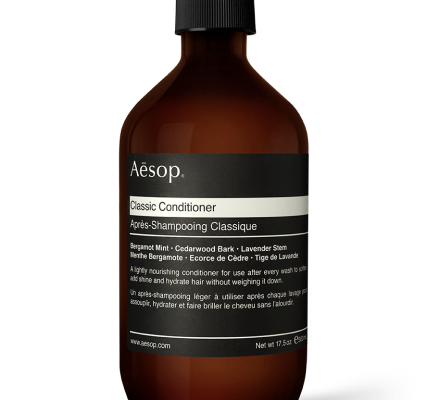 Aēsop®
Classic Conditioner
Après-Shampooing Classique
Bergamot Mint · Cedarwood Bark · Lavender Stem
Menthe Bergamote · Ecorce de Cèdre · Tige de Lavande
A lightly nourishing conditioner for use after every wash to
add shine and hydrate hair without weighing it down.
Un après-shampooing léger à utiliser après chaque lavage
assouplir, hydrater et faire briller le cheveu sans l'alourdir.
www.aesop.com
Net wt 17.5oz